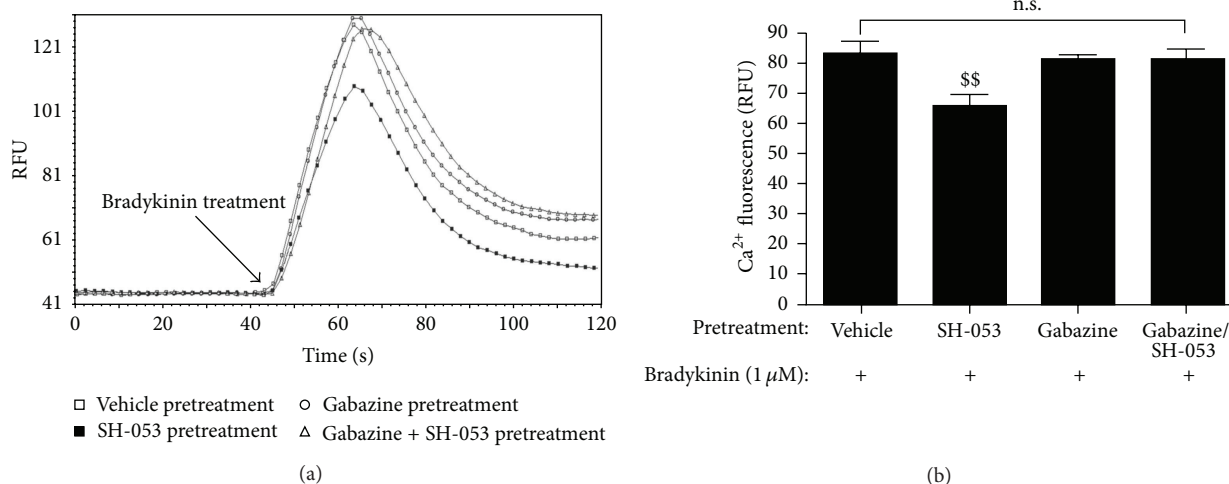 121
101
81
61
41
RFU
Bradykinin treatment
0 20 40 60 80 100 120
Time (s)
□ Vehicle pretreatment ○ Gabazine pretreatment
■ SH-053 pretreatment △ Gabazine + SH-053 pretreatment
(a)
n.s.
90
80
70
60
50
40
30
20
10
0
Ca²⁺ fluorescence (RFU)
$$
Pretreatment: Vehicle SH-053 Gabazine Gabazine/
SH-053
Bradykinin (1 μM): + + + +
(b)